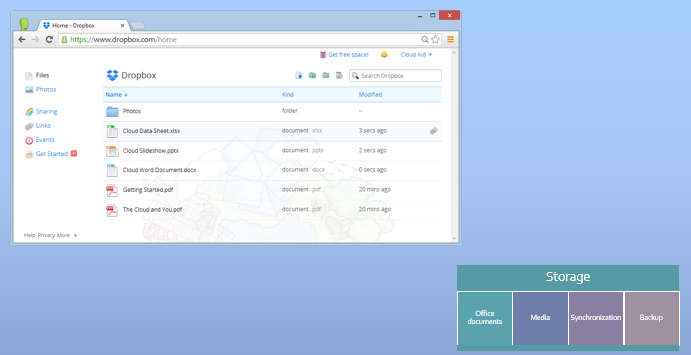 Home - Dropbox
https://www.dropbox.com/home
Get free space!
Cloud Aid
Files
Dropbox
Search Dropbox
Photos
Name
Kind
Modified
Photos
folder
--
Sharing
Cloud Data Sheet.xlsx
document xlsx
3 secs ago
Links
Events
Cloud Slideshow.pptx
document pptx
2 secs ago
Get Started
Cloud Word Document.docx
document docx
0 secs ago
Getting Started.pdf
document pdf
20 mins ago
The Cloud and You.pdf
document pdf
20 mins ago
Help Privacy More
Storage
Office
documents
Media
Synchronization
Backup